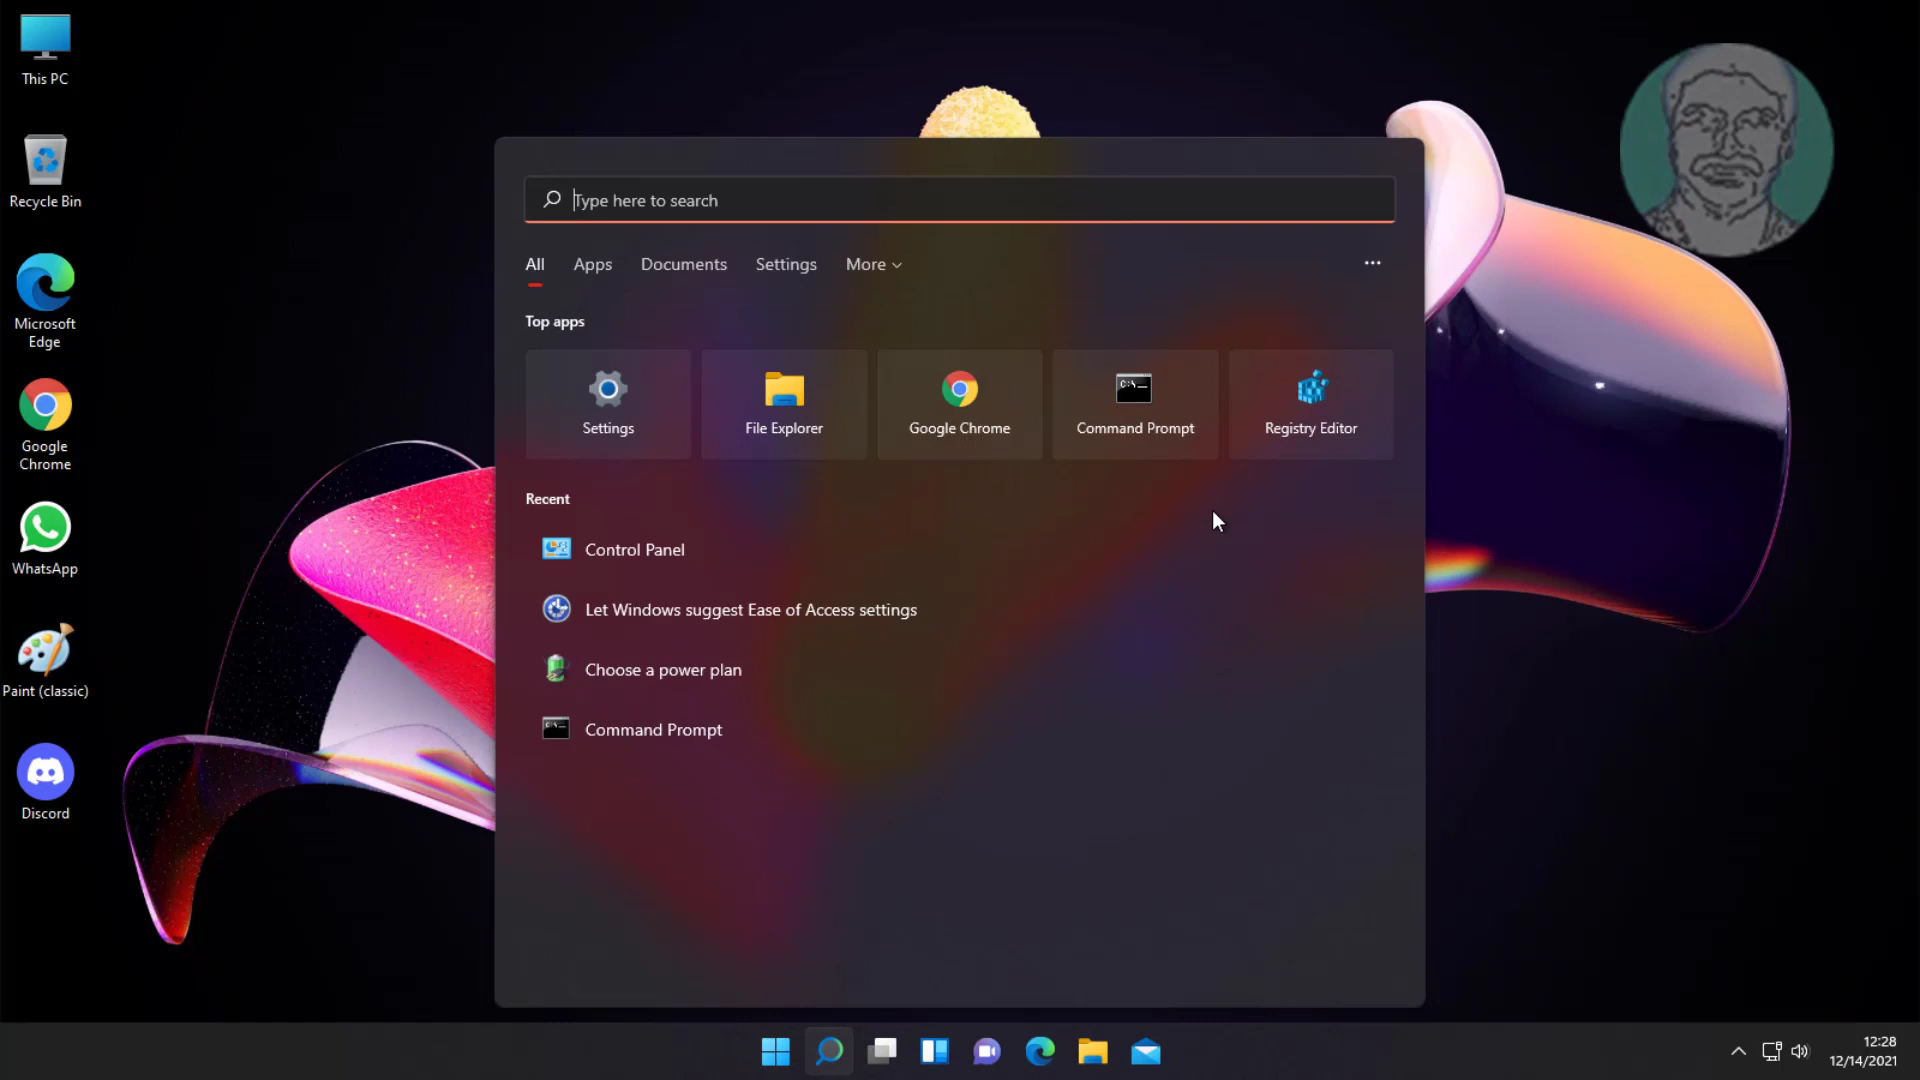 This PC
Recycle Bin
Microsoft
Edge
Google
Chrome
WhatsApp
Paint (classic)
Discord
Type here to search
All Apps Documents Settings More
Top apps
Settings File Explorer Google Chrome Command Prompt Registry Editor
Recent
Control Panel
Let Windows suggest Ease of Access settings
Choose a power plan
Command Prompt
12:28
12/14/2021